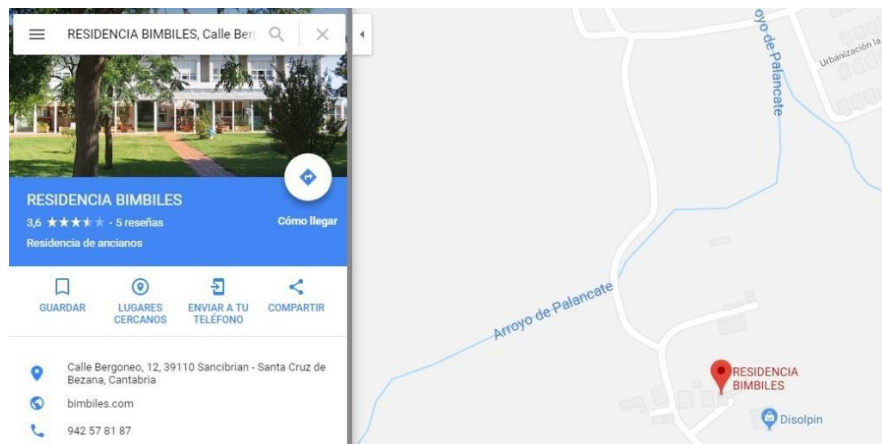 RESIDENCIA BIMBILES, Calle Ber
RESIDENCIA BIMBILES
3,6 ★★★★★ - 5 reseñas
Cómo llegar
Residencia de ancianos
GUARDAR
LUGARES
CERCANOS
ENVIAR A TU
TELÉFONO
COMPARTIR
Calle Bergoneo, 12, 39110 Sancibrian - Santa Cruz de
Bezana, Cantabria
bimbiles.com
942 57 81 87
oyo de Palancate
Urbanización la
Arroyo de Palancate
RESIDENCIA
BIMBILES
Disolpin